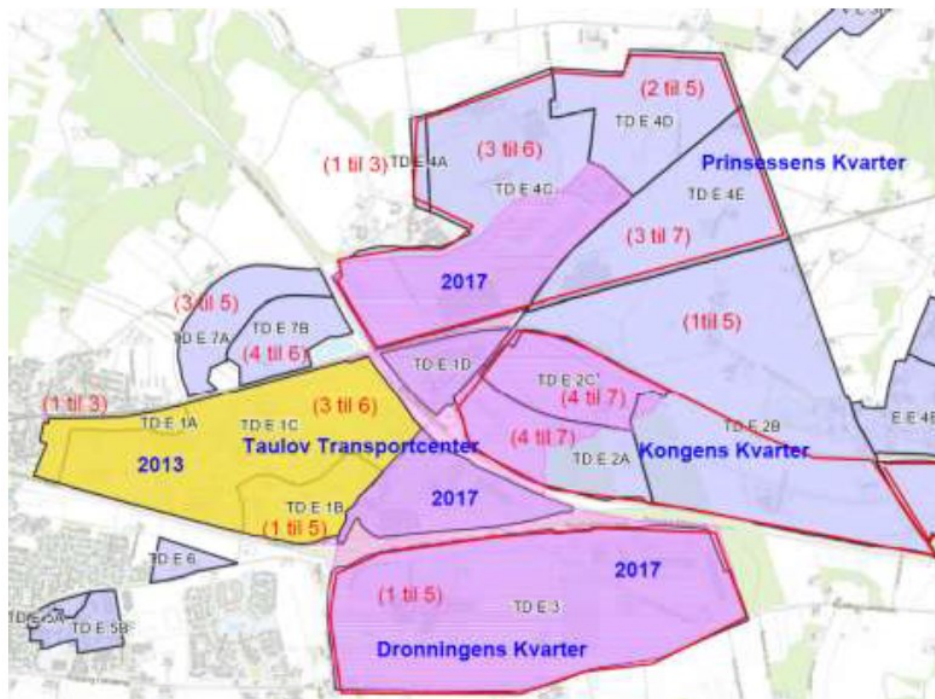 (2 til 5)
TD E 4D
(1 til 3)
TD E 4A
(3 til 6)
Prinsessens Kvarter
TD E 4C
TD E 4E
(3 til 7)
2017
(3 til 5)
TD E 7A
TD E 7B
(4 til 6)
(1til 5)
TD E 1D
TD E 2C
(4 til 7)
(1 til 3)
TD E 1A
(3 til 6)
TD E 1C
Taulov Transportcenter
(4 til 7)
TD E 2B
TD E 2A
Kongens Kvarter
E E 4B
2013
2017
TD E 1B
(1 til 5)
TD E 6
2017
(1 til 5)
TD E 3
TD E 5A
TD E 5B
Dronningens Kvarter